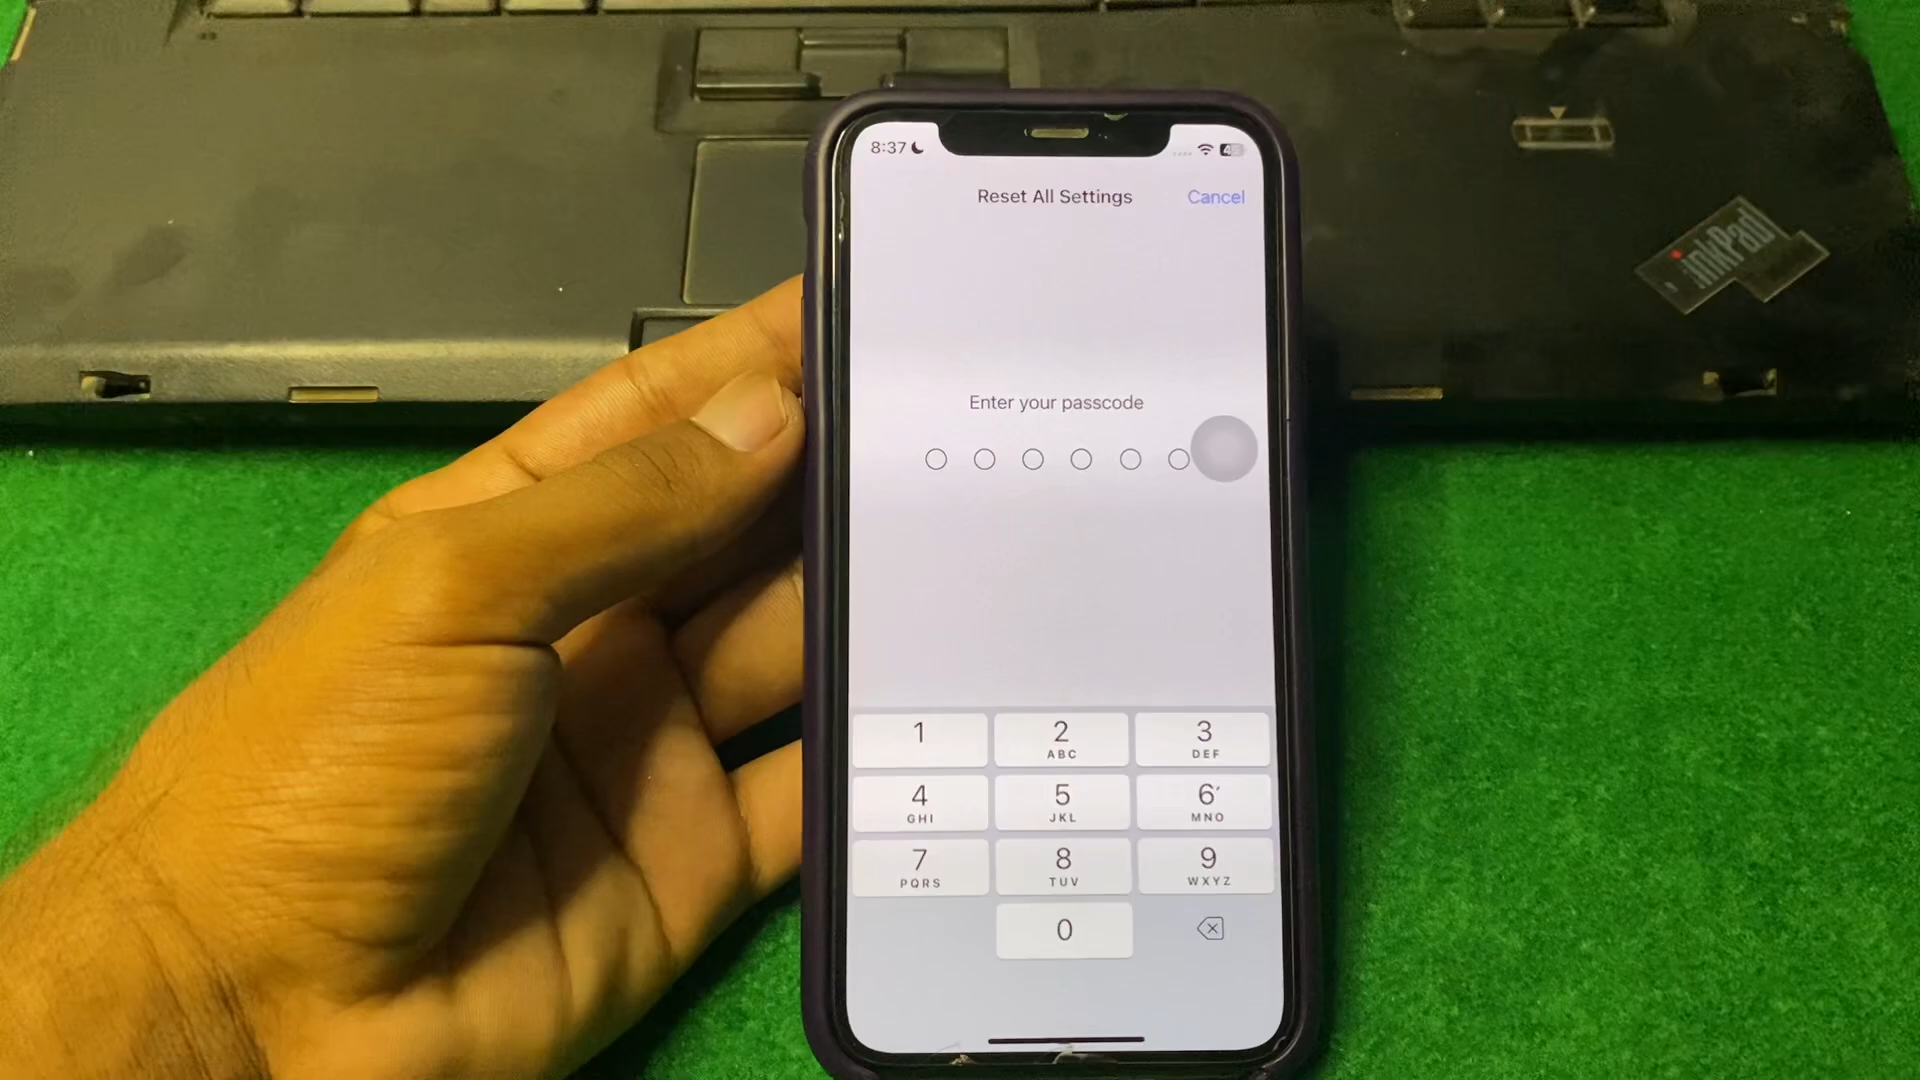 8:37
Reset All Settings
Cancel
Enter your passcode
1
2
3
ABC
DEF
4
5
6
GHI
JKL
MNO
7
8
9
PQRS
TUV
WXYZ
0
inkPad